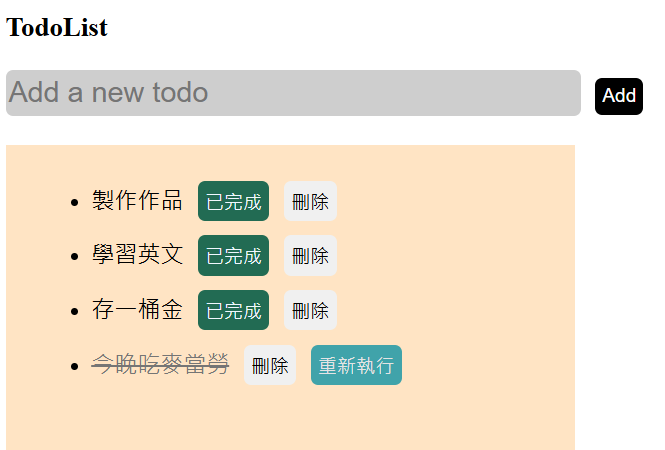 TodoList
Add a new todo Add
製作作品 已完成 刪除
學習英文 已完成 刪除
存一桶金 已完成 刪除
今晚吃麥當勞 刪除 重新執行